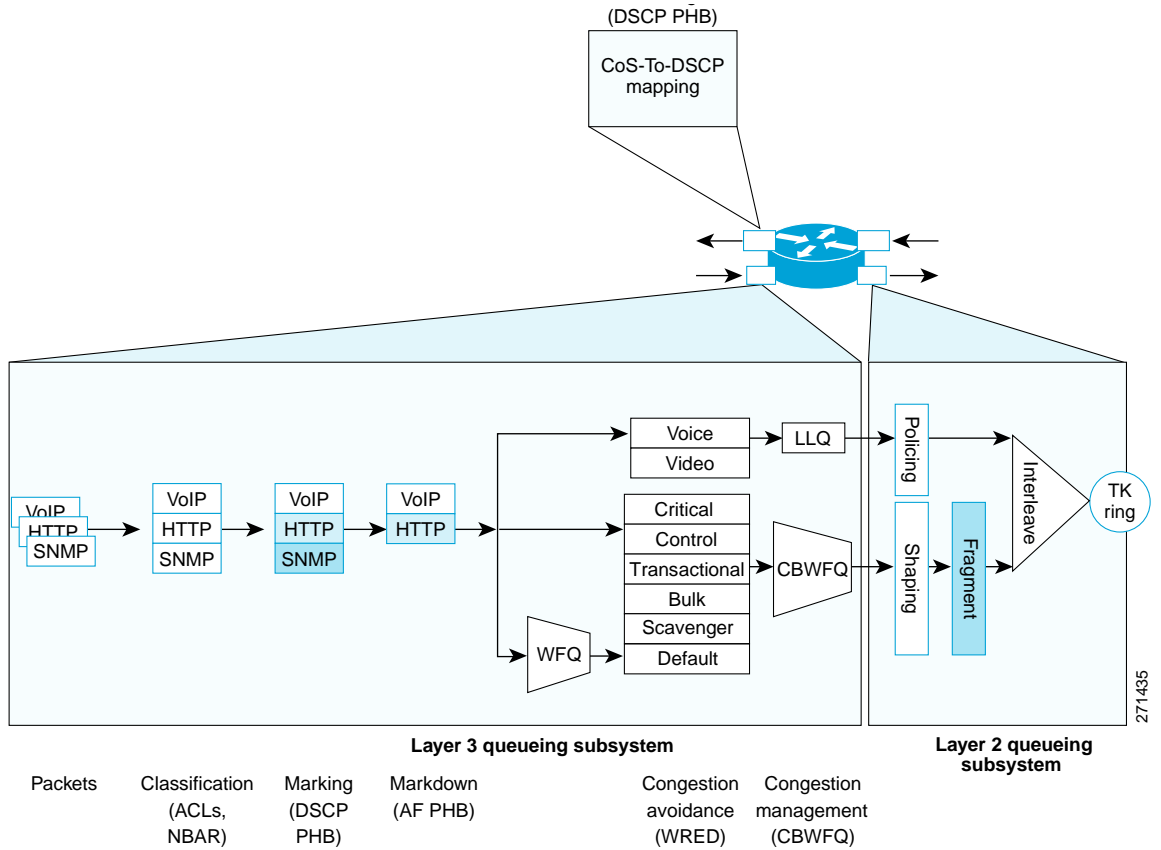 (DSCP PHB)
CoS-To-DSCP
mapping
Voice
Video
LLQ
Policing
Interleave
TK
ring
VoIP
HTTP
SNMP
VoIP
HTTP
SNMP
VoIP
HTTP
SNMP
VoIP
HTTP
Critical
Control
Transactional
Bulk
Scavenger
Default
CBWFQ
WFQ
Shaping
Fragment
271435
Layer 3 queueing subsystem
Layer 2 queueing
subsystem
Packets
Classification
(ACLs,
NBAR)
Marking
(DSCP
PHB)
Markdown
(AF PHB)
Congestion
avoidance
(WRED)
Congestion
management
(CBWFQ)